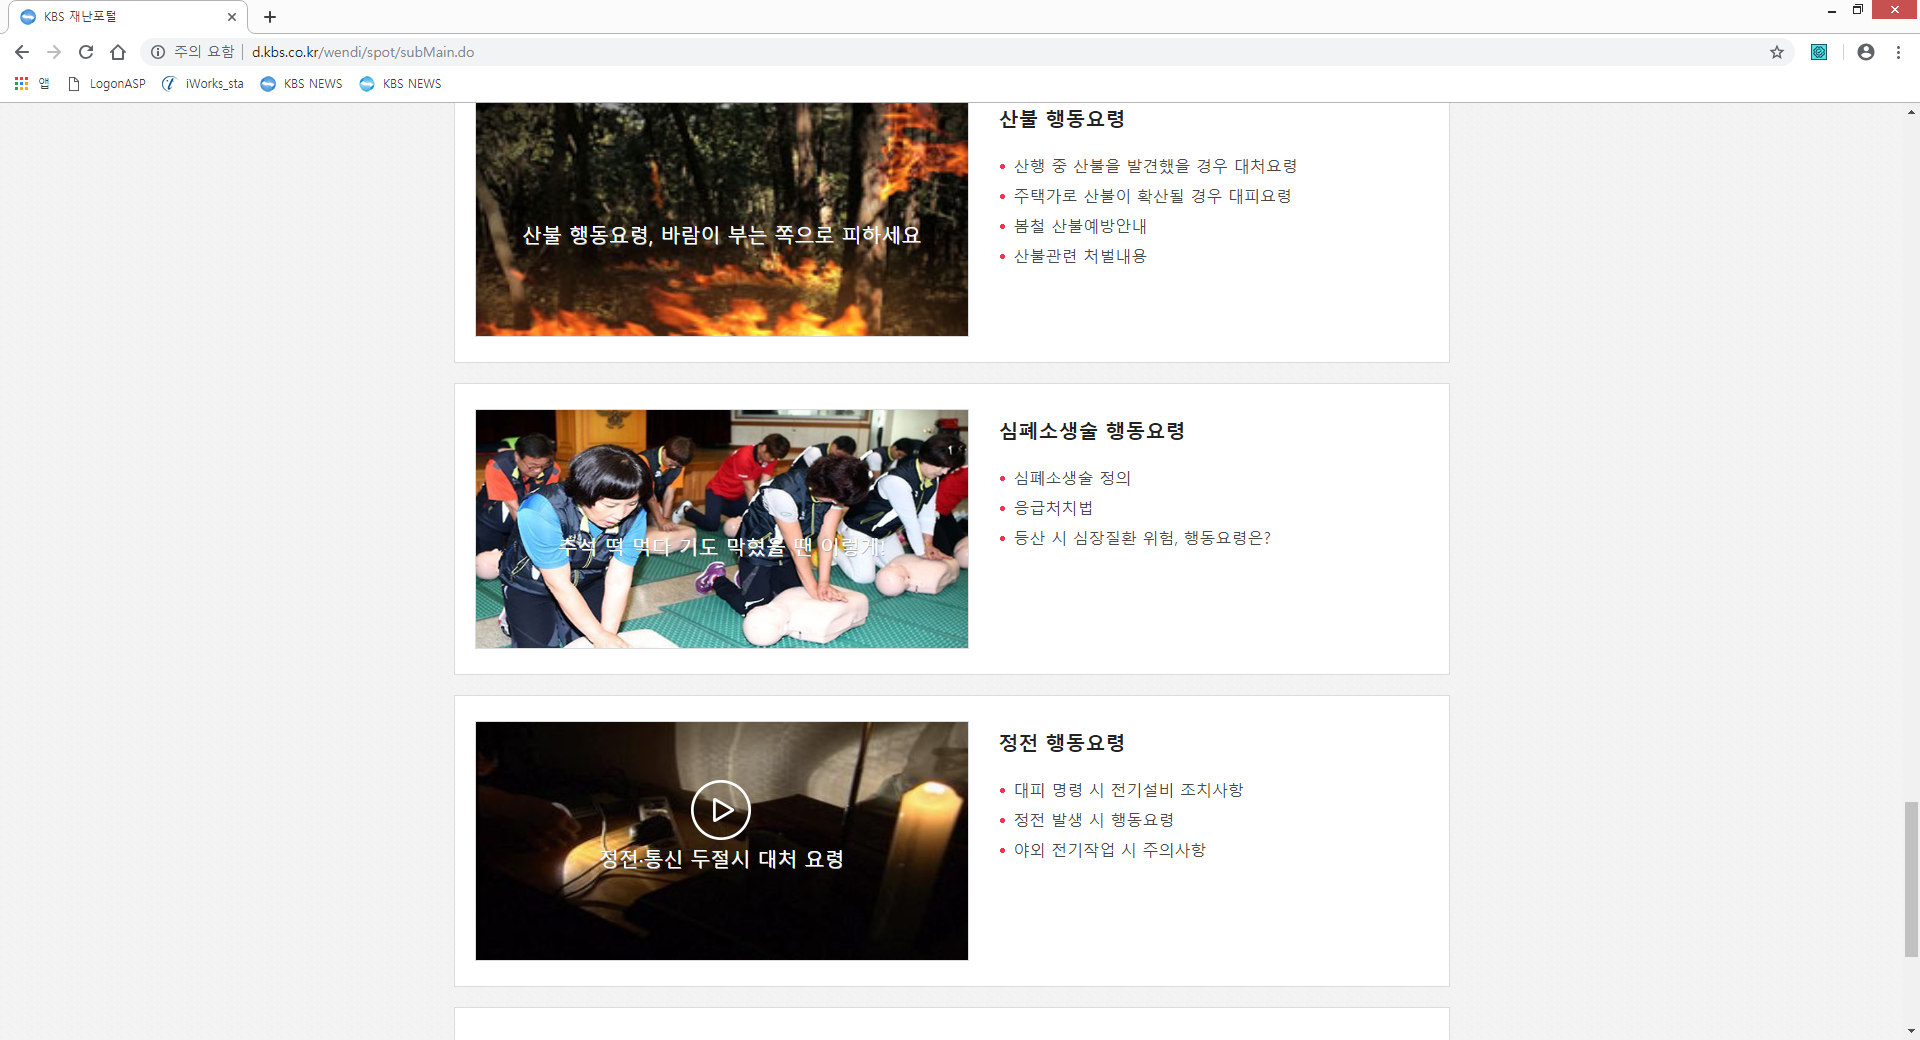 KBS 재난포털
주의 요함 d.kbs.co.kr/wendi/spot/subMain.do
앱 LogonASP iWorks_sta KBS NEWS KBS NEWS
산불 행동요령, 바람이 부는 쪽으로 피하세요
산불 행동요령
• 산행 중 산불을 발견했을 경우 대처요령
• 주택가로 산불이 확산될 경우 대피요령
• 봄철 산불예방안내
• 산불관련 처벌내용
추석 떡 먹다 기도 막혔을 땐 이렇게!
심폐소생술 행동요령
• 심폐소생술 정의
• 응급처치법
• 등산 시 심장질환 위험, 행동요령은?
정전·통신 두절시 대처 요령
정전 행동요령
• 대피 명령 시 전기설비 조치사항
• 정전 발생 시 행동요령
• 야외 전기작업 시 주의사항